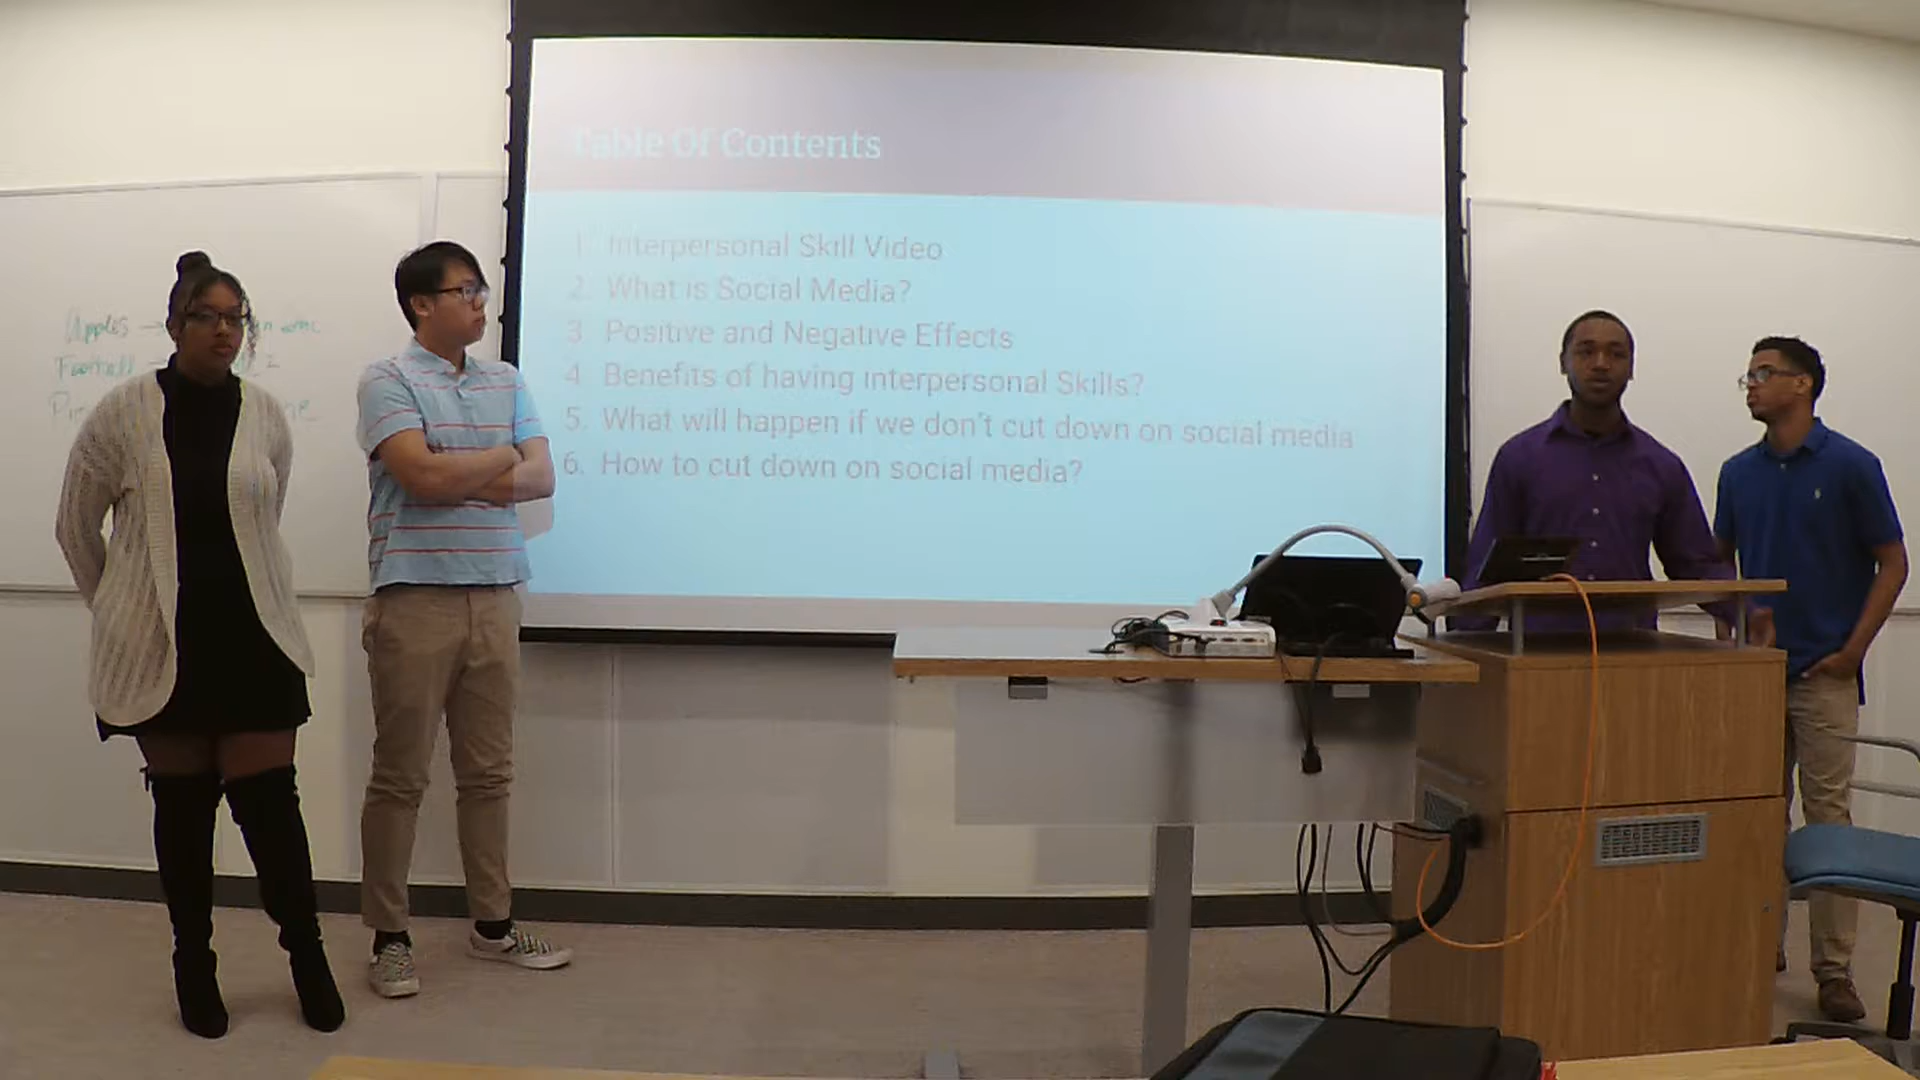 Table Of Contents
1. Interpersonal Skill Video
2. What is Social Media?
3. Positive and Negative Effects
4. Benefits of having interpersonal Skills?
5. What will happen if we don't cut down on social media
6. How to cut down on social media?
Apples →
Football →